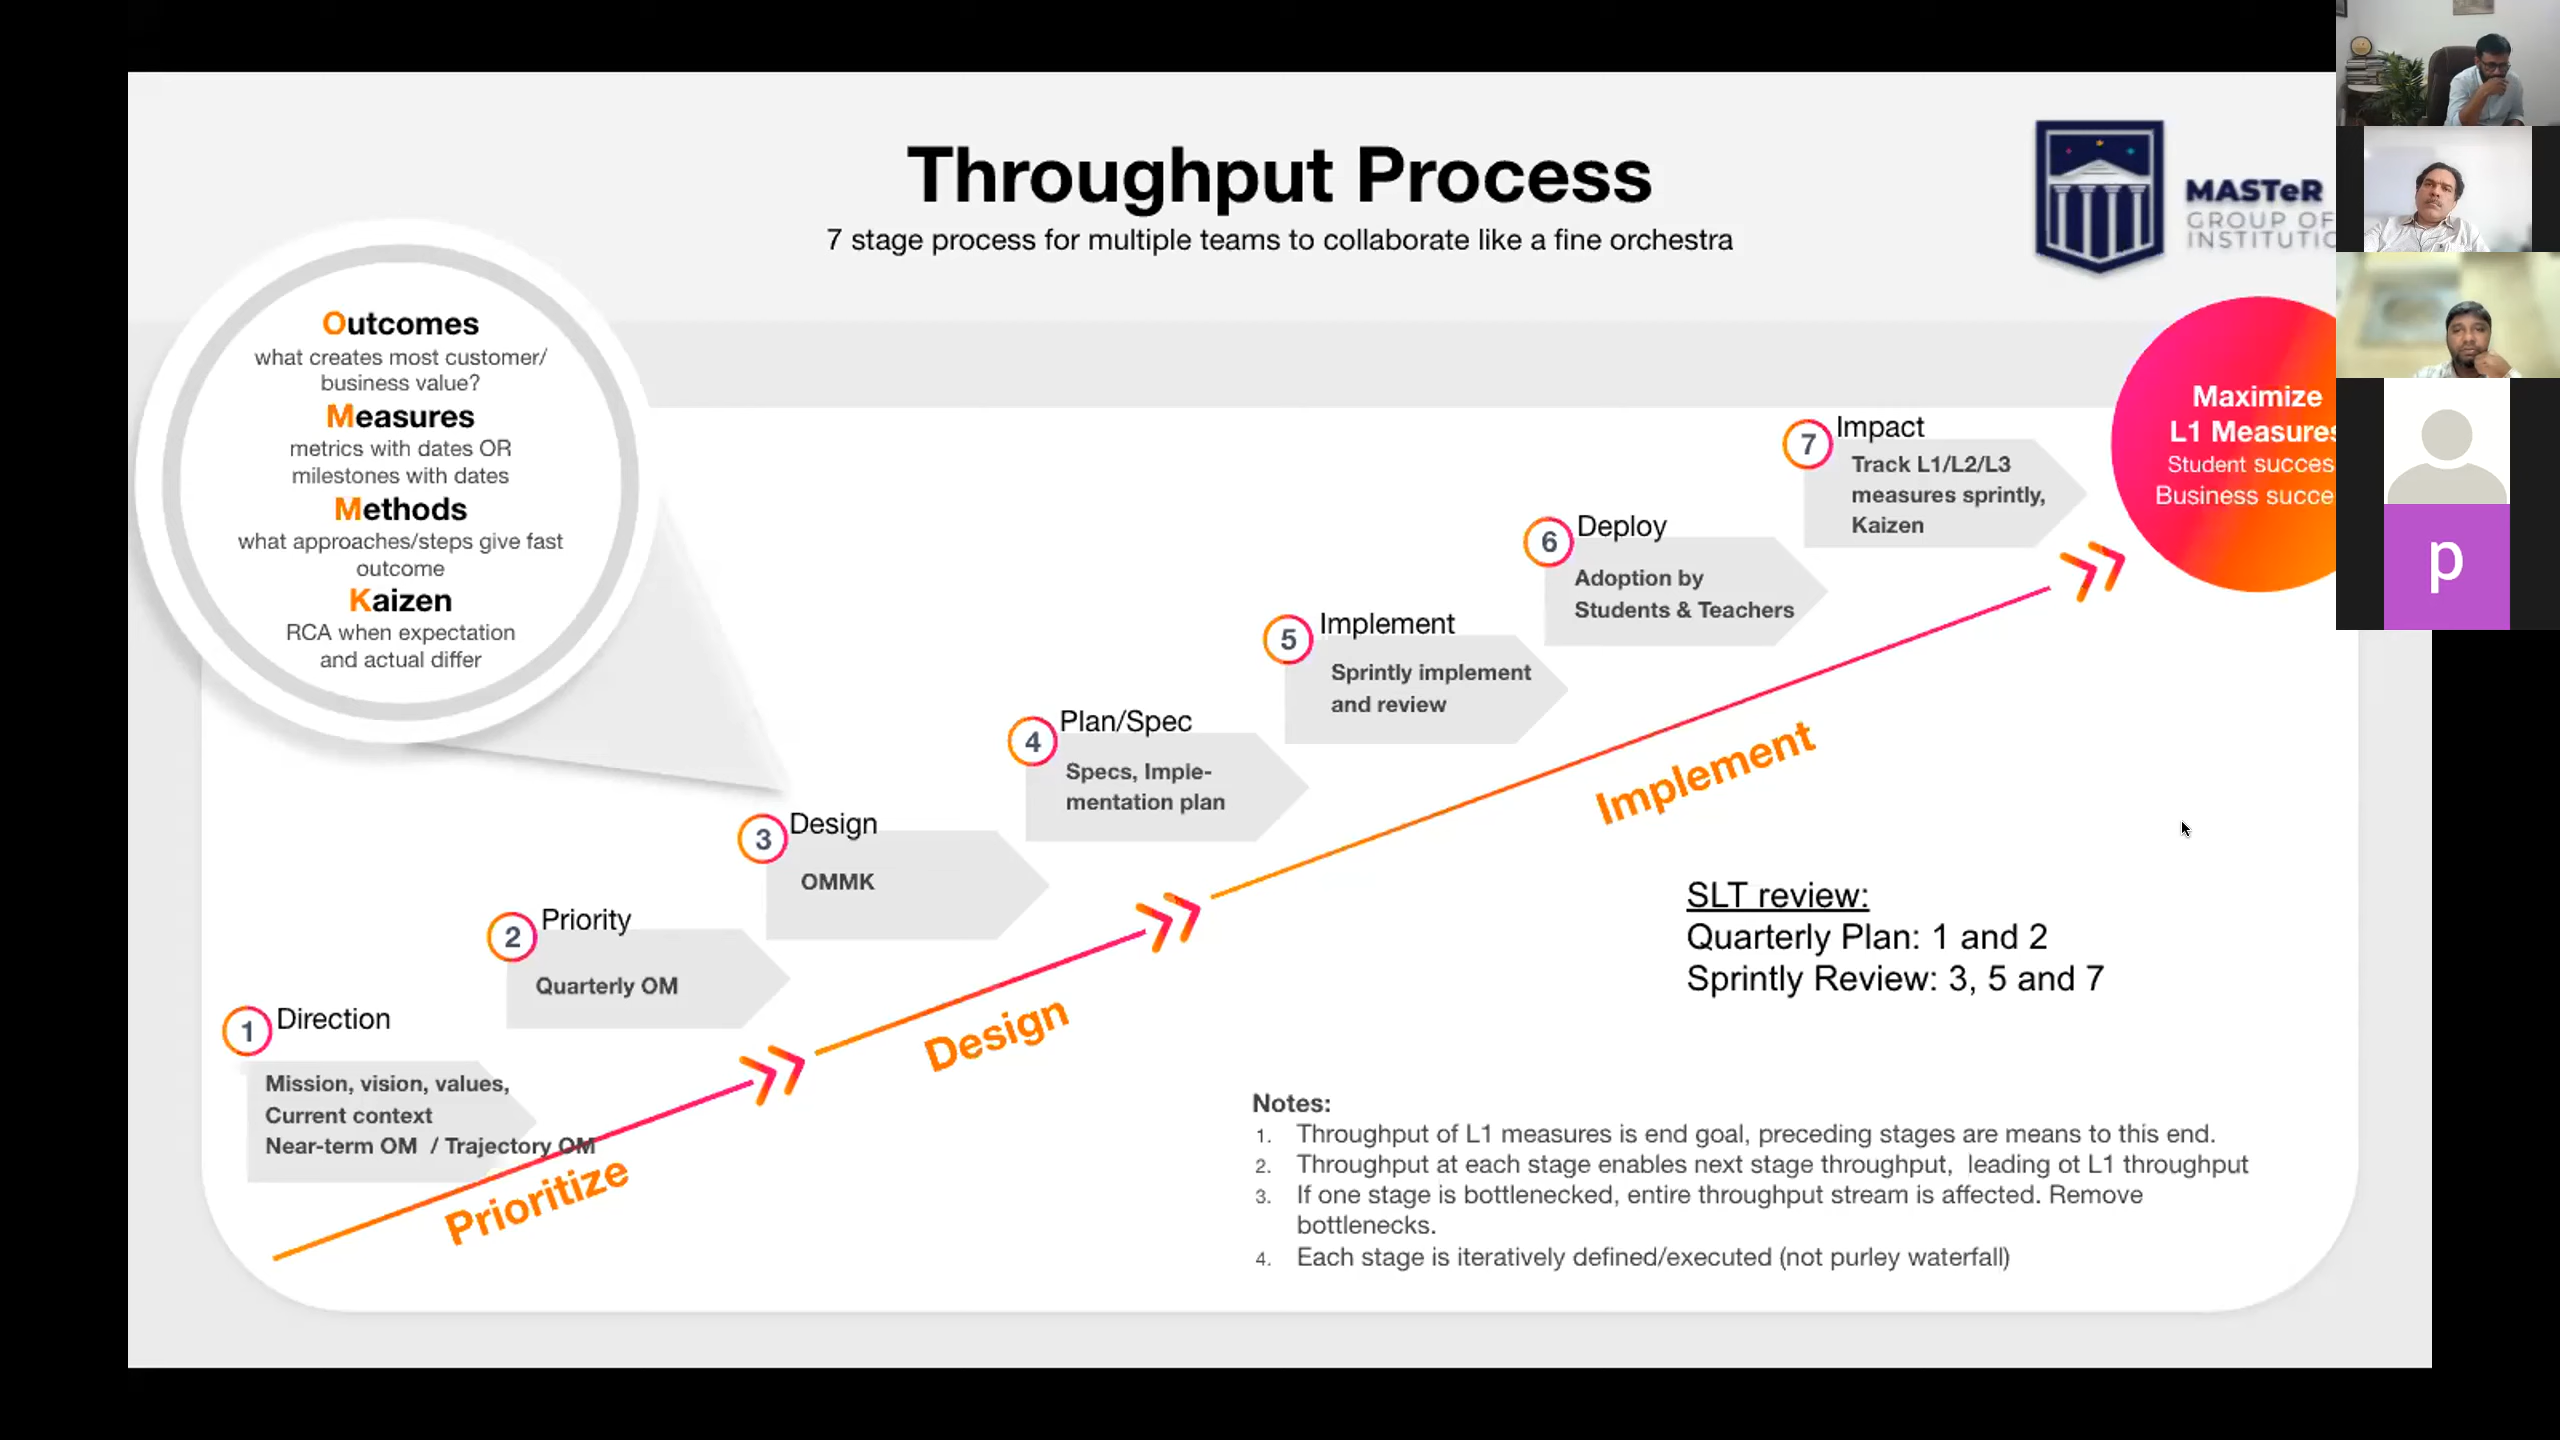 Throughput Process
7 stage process for multiple teams to collaborate like a fine orchestra
MASTeR
GROUP OF
Outcomes
what creates most customer/
business value?
Measures
metrics with dates OR
milestones with dates
Methods
what approaches/steps give fast
outcome
Kaizen
RCA when expectation
and actual differ
1 Direction
Mission, vision, values,
Current context
Near-term OM / Trajectory OM
2 Priority
Quarterly OM
3 Design
OMMK
4 Plan/Spec
Specs, Imple-
mentation plan
5 Implement
Sprintly implement
and review
6 Deploy
Adoption by
Students & Teachers
7 Impact
Track L1/L2/L3
measures sprintly,
Kaizen
Maximize
L1 Measures
Student succes
Business succe
Prioritize
Design
Implement
SLT review:
Quarterly Plan: 1 and 2
Sprintly Review: 3, 5 and 7
Notes:
1. Throughput of L1 measures is end goal, preceding stages are means to this end.
2. Throughput at each stage enables next stage throughput, leading ot L1 throughput
3. If one stage is bottlenecked, entire throughput stream is affected. Remove
bottlenecks.
4. Each stage is iteratively defined/executed (not purley waterfall)
p